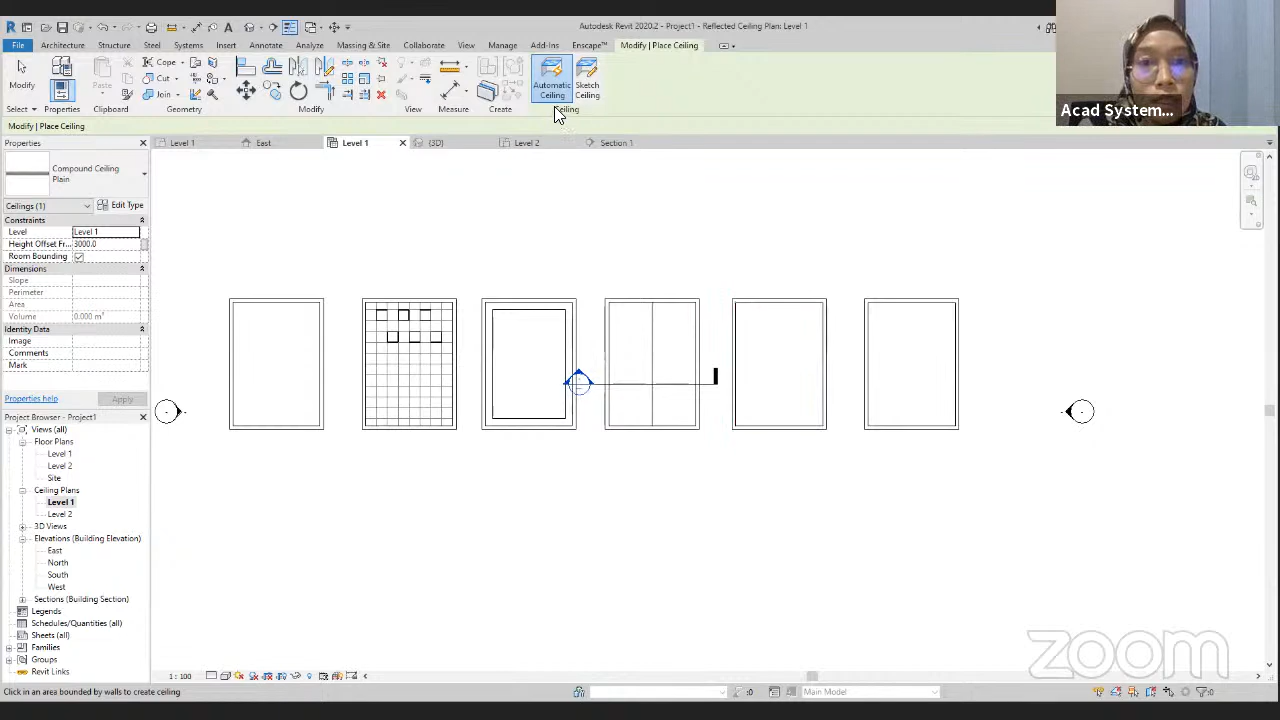 Autodesk Revit 2020.2 - Project1 - Reflected Ceiling Plan: Level 1
File Architecture Structure Steel Systems Insert Annotate Analyze Massing & Site Collaborate View Manage Add-Ins Enscape™ Modify | Place Ceiling
Modify
Paste
Cope
Cut
Join
Automatic Ceiling
Sketch Ceiling
Select Properties Clipboard Geometry Modify View Measure Create Ceiling
Acad System...
Modify | Place Ceiling
Properties
Level 1 East Level 1 {3D} Level 2 Section 1
Compound Ceiling
Plain
Ceilings (1) Edit Type
Constraints
Level Level 1
Height Offset Fr... 3000.0
Room Bounding
Dimensions
Slope
Perimeter
Area
Volume 0.000 m³
Identity Data
Image
Comments
Mark
Properties help Apply
Project Browser - Project1
Views (all)
Floor Plans
Level 1
Level 2
Site
Ceiling Plans
Level 1
Level 2
3D Views
Elevations (Building Elevation)
East
North
South
West
Sections (Building Section)
Legends
Schedules/Quantities (all)
Sheets (all)
Families
Groups
Revit Links
zoom
1 : 100
Click in an area bounded by walls to create ceiling
:0
Main Model
:0